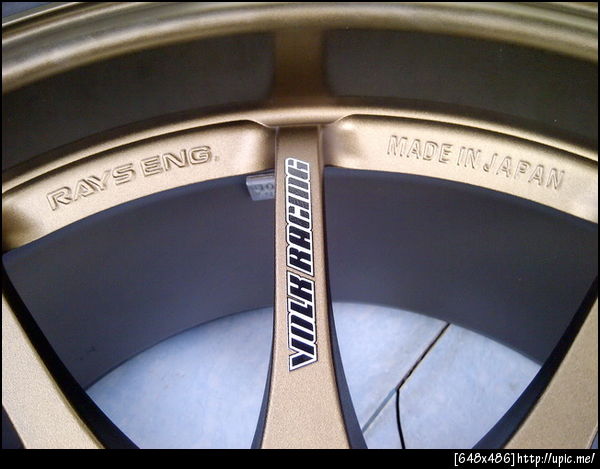 RAYS ENG.
MADE IN JAPAN
VOLK RACING
[648x486]http://upic.me/